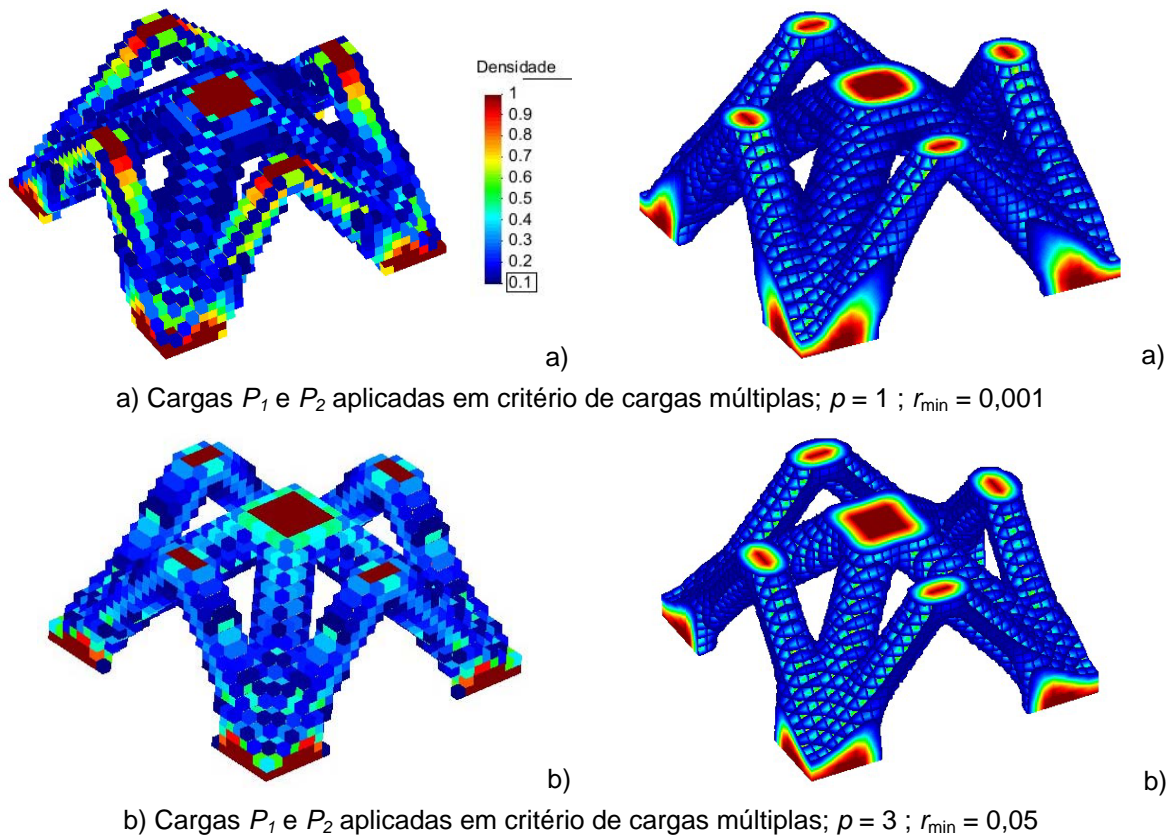 Densidade
1
0.9
0.8
0.7
0.6
0.5
0.4
0.3
0.2
0.1
a)
a)
a) Cargas P1 e P2 aplicadas em critério de cargas múltiplas; p = 1 ; rmin = 0,001
b)
b)
b) Cargas P1 e P2 aplicadas em critério de cargas múltiplas; p = 3 ; rmin = 0,05